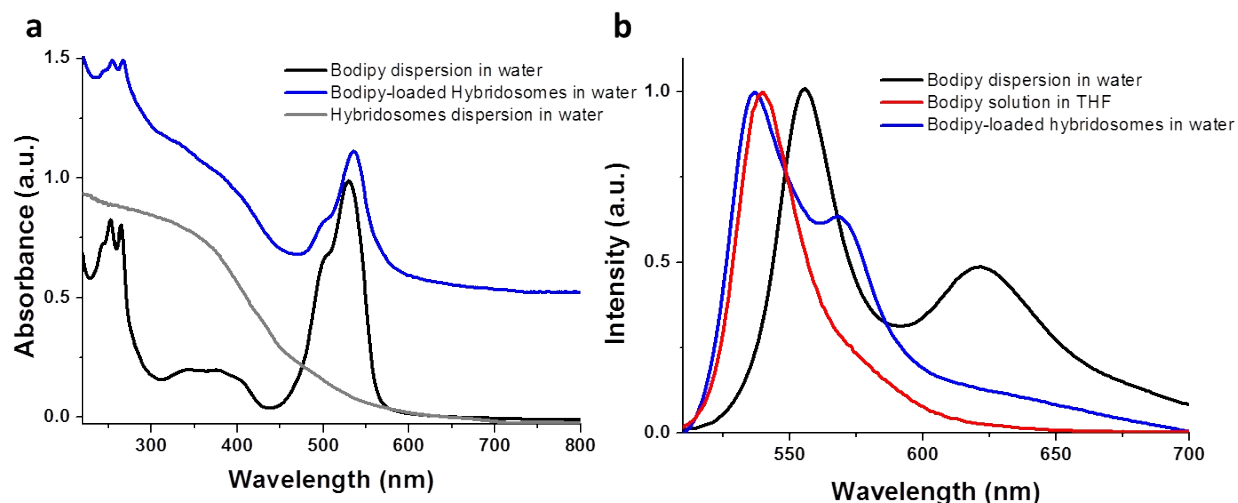 a
1.5
1.0
0.5
0.0
Absorbance (a.u.)
Bodipy dispersion in water
Bodipy-loaded Hybridosomes in water
Hybridosomes dispersion in water
300 400 500 600 700 800
Wavelength (nm)
b
1.0
0.5
0.0
Intensity (a.u.)
Bodipy dispersion in water
Bodipy solution in THF
Bodipy-loaded hybridosomes in water
550 600 650 700
Wavelength (nm)